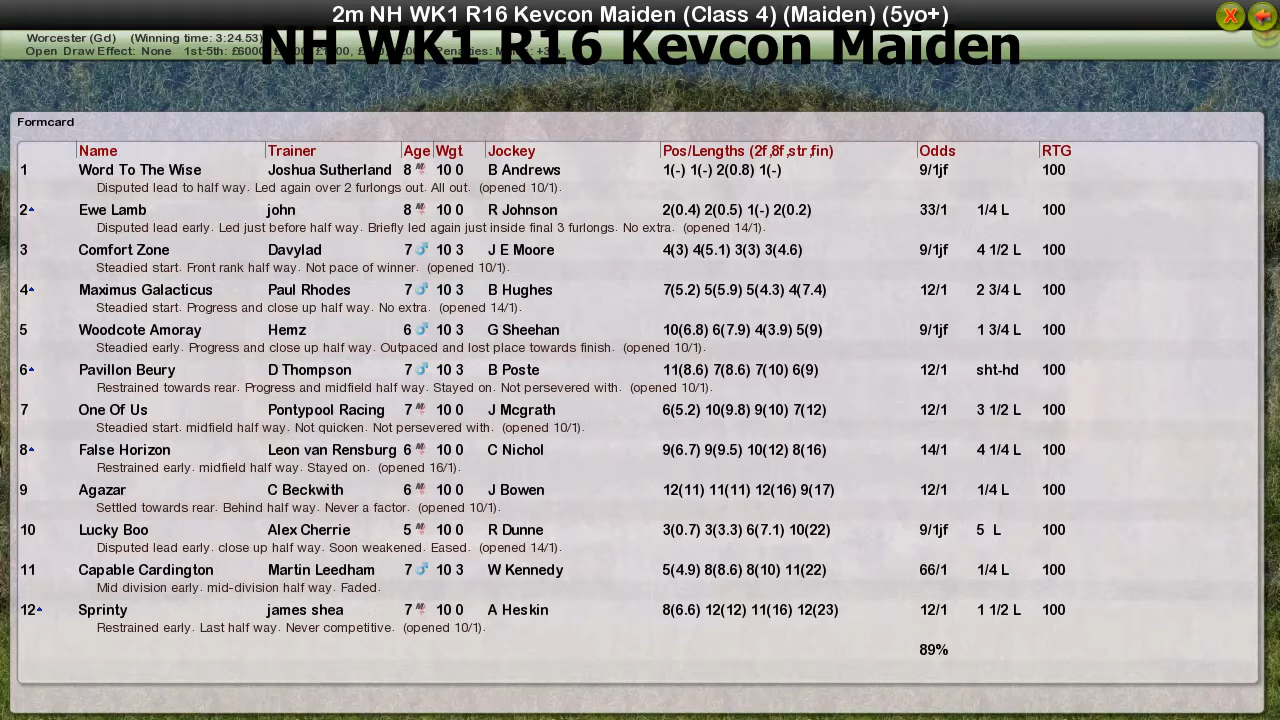 2m NH WK1 R16 Kevcon Maiden (Class 4) (Maiden) (5yo+)
NH WK1 R16 Kevcon Maiden
Worcester (Gd) (Winning time: 3:24.53)
Open Draw Effect: None 1st-5th: £6000,
Formcard
Name Trainer Age Wgt Jockey Pos/Lengths (2f,8f,str,fin) Odds RTG
1 Word To The Wise Joshua Sutherland 8 10 0 B Andrews 1(-) 1(-) 2(0.8) 1(-) 9/1jf 100
Disputed lead to half way. Led again over 2 furlongs out. All out. (opened 10/1).
2 Ewe Lamb john 8 10 0 R Johnson 2(0.4) 2(0.5) 1(-) 2(0.2) 33/1 1/4 L 100
Disputed lead early. Led just before half way. Briefly led again just inside final 3 furlongs. No extra. (opened 14/1).
3 Comfort Zone Davylad 7 10 3 J E Moore 4(3) 4(5.1) 3(3) 3(4.6) 9/1jf 4 1/2 L 100
Steadied start. Front rank half way. Not pace of winner. (opened 10/1).
4 Maximus Galacticus Paul Rhodes 7 10 3 B Hughes 7(5.2) 5(5.9) 5(4.3) 4(7.4) 12/1 2 3/4 L 100
Steadied start. Progress and close up half way. No extra. (opened 14/1).
5 Woodcote Amoray Hemz 6 10 3 G Sheehan 10(6.8) 6(7.9) 4(3.9) 5(9) 9/1jf 1 3/4 L 100
Steadied early. Progress and close up half way. Outpaced and lost place towards finish. (opened 10/1).
6 Pavillon Beury D Thompson 7 10 3 B Poste 11(8.6) 7(8.6) 7(10) 6(9) 12/1 sht-hd 100
Restrained towards rear. Progress and midfield half way. Stayed on. Not persevered with. (opened 10/1).
7 One Of Us Pontypool Racing 7 10 0 J Mcgrath 6(5.2) 10(9.8) 9(10) 7(12) 12/1 3 1/2 L 100
Steadied start. midfield half way. Not quicken. Not persevered with. (opened 10/1).
8 False Horizon Leon van Rensburg 6 10 0 C Nichol 9(6.7) 9(9.5) 10(12) 8(16) 14/1 4 1/4 L 100
Restrained early. midfield half way. Stayed on. (opened 16/1).
9 Agazar C Beckwith 6 10 0 J Bowen 12(11) 11(11) 12(16) 9(17) 12/1 1/4 L 100
Settled towards rear. Behind half way. Never a factor. (opened 10/1).
10 Lucky Boo Alex Cherrie 5 10 0 R Dunne 3(0.7) 3(3.3) 6(7.1) 10(22) 9/1jf 5 L 100
Disputed lead early. close up half way. Soon weakened. Eased. (opened 14/1).
11 Capable Cardington Martin Leedham 7 10 3 W Kennedy 5(4.9) 8(8.6) 8(10) 11(22) 66/1 1/4 L 100
Mid division early. mid-division half way. Faded.
12 Sprinty james shea 7 10 0 A Heskin 8(6.6) 12(12) 11(16) 12(23) 12/1 1 1/2 L 100
Restrained early. Last half way. Never competitive. (opened 10/1).
89%